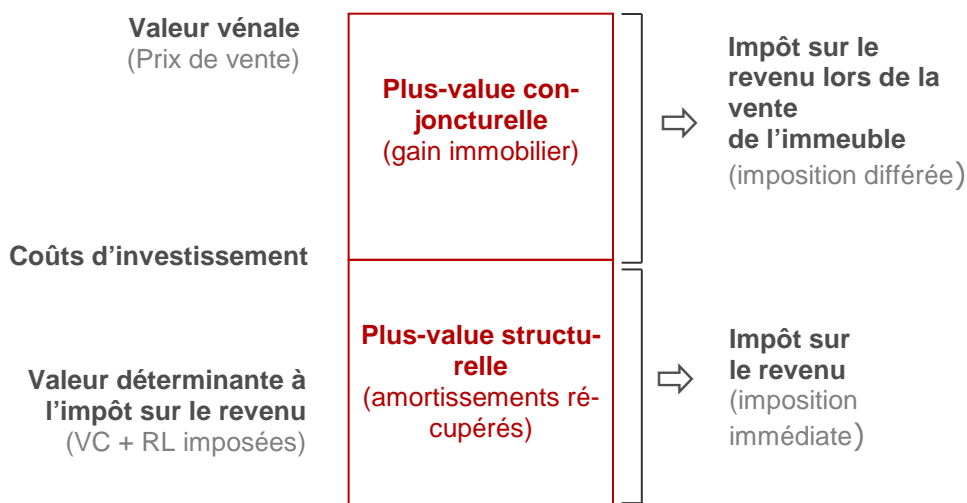 Valeur vénale
(Prix de vente)
Plus-value con-
joncturelle
(gain immobilier)
Impôt sur le
revenu lors de la
vente
de l’immeuble
(imposition différée)
Coûts d’investissement
Plus-value structu-
relle
(amortissements ré-
cupérés)
Valeur déterminante à
l’impôt sur le revenu
(VC + RL imposées)
Impôt sur
le revenu
(imposition
immédiate)